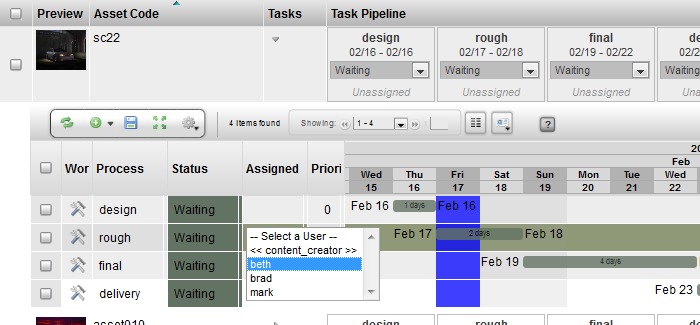 Preview Asset Code Tasks Task Pipeline
sc22
design rough final
02/16 - 02/16 02/17 - 02/18 02/19 - 02/22 02/2
Waiting Waiting Waiting
Unassigned Unassigned Unassigned
4 items found Showing: 1 - 4 ?
Wor Process Status Assigned Priori
20
Feb
Wed Thu Fri Sat Sun Mon Tue Wed
15 16 17 18 19 20 21 22
design Waiting 0 Feb 16 1 days Feb 16
rough Waiting Feb 17 2 days Feb 18
final Waiting Feb 19 4 days
delivery Waiting Feb 23
-- Select a User --
<< content_creator >>
beth
brad
mark
asset010 design rough final